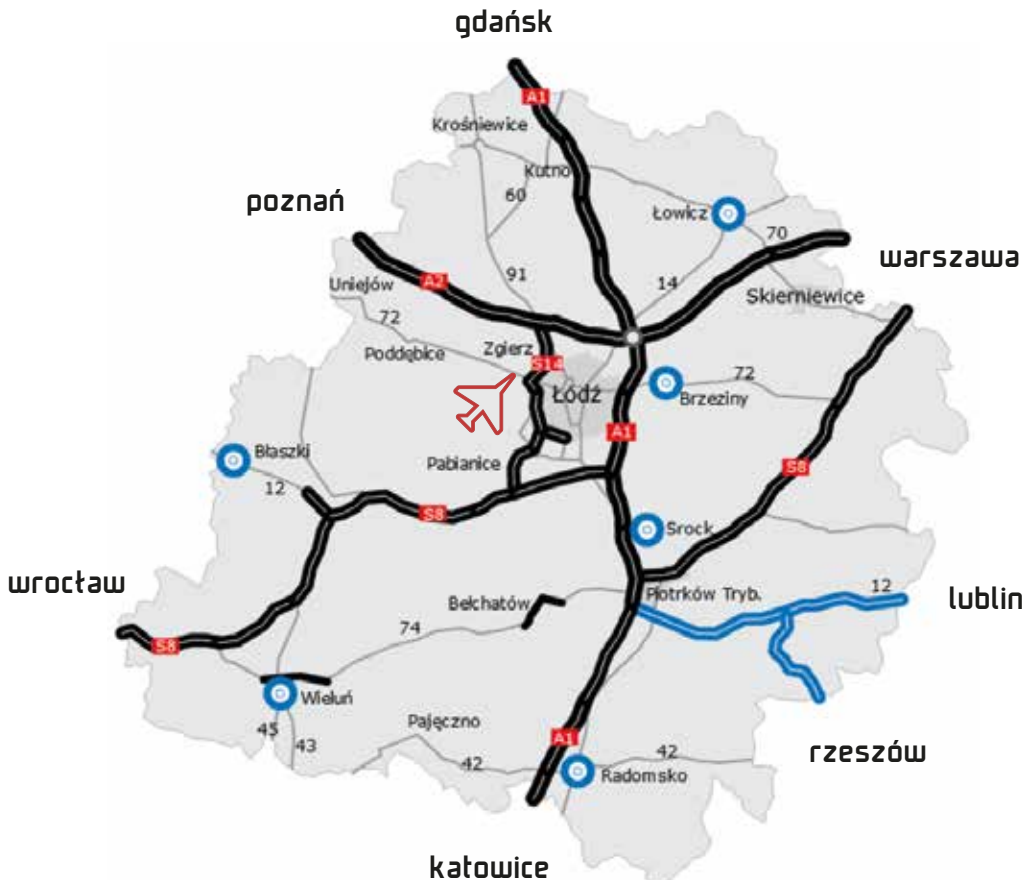 gdańsk
A1
Krośniewice
Kutno
60
poznań
Łowicz
70
warszawa
A2
Uniejów
91
14
Skierniewice
72
Poddębice
Zgierz
S14
Łódź
72
Brzeziny
A1
Błaszki
Pabianice
12
S8
S8
Srock
wrocław
Bełchatów
Piotrków Tryb.
12
lublin
74
S8
Wieluń
45
43
Pajęczno
42
A1
42
Radomsko
rzeszów
katowice